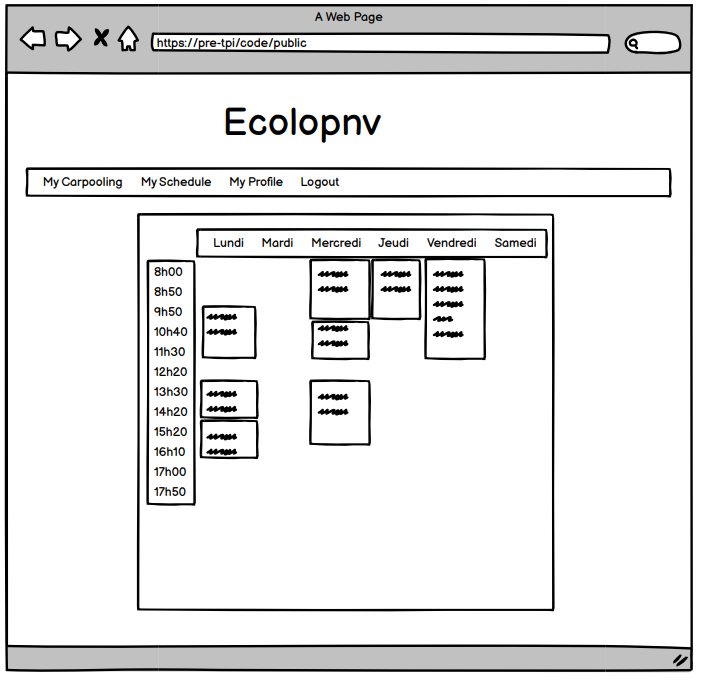 A Web Page
https://pre-tpi/code/public
Ecolopnv
My Carpooling My Schedule My Profile Logout
Lundi Mardi Mercredi Jeudi Vendredi Samedi
8h00
8h50
9h50
10h40
11h30
12h20
13h30
14h20
15h20
16h10
17h00
17h50